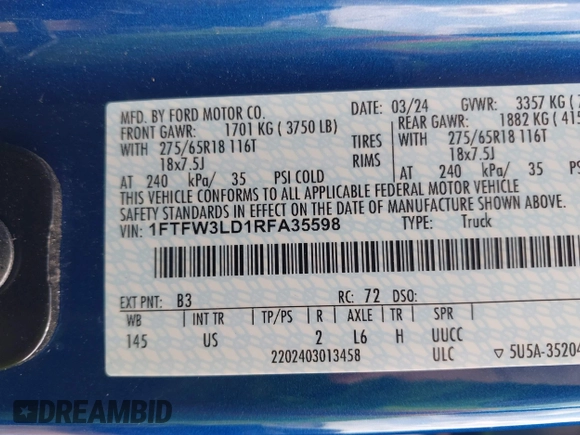 MFD. BY FORD MOTOR CO.
DATE: 03/24
GVWR: 3357 KG
FRONT GAWR: 1701 KG (3750 LB)
REAR GAWR: 1882 KG
WITH 275/65R18 116T
TIRES WITH 275/65R18 116T
18x7.5J
RIMS 18x7.5J
AT 240 kPa/ 35 PSI COLD
AT 240 kPa/ 35
THIS VEHICLE CONFORMS TO ALL APPLICABLE FEDERAL MOTOR VEHICLE
SAFETY STANDARDS IN EFFECT ON THE DATE OF MANUFACTURE SHOWN ABOVE.
VIN: 1FTFW3LD1RFA35598
TYPE: Truck
EXT PNT: B3
RC: 72 DSO:
WB INT TR TP/PS R AXLE TR SPR
145 US 2 L6 H UUCC
2202403013458
ULC
▽ 5U5A-35204
DREAMBID